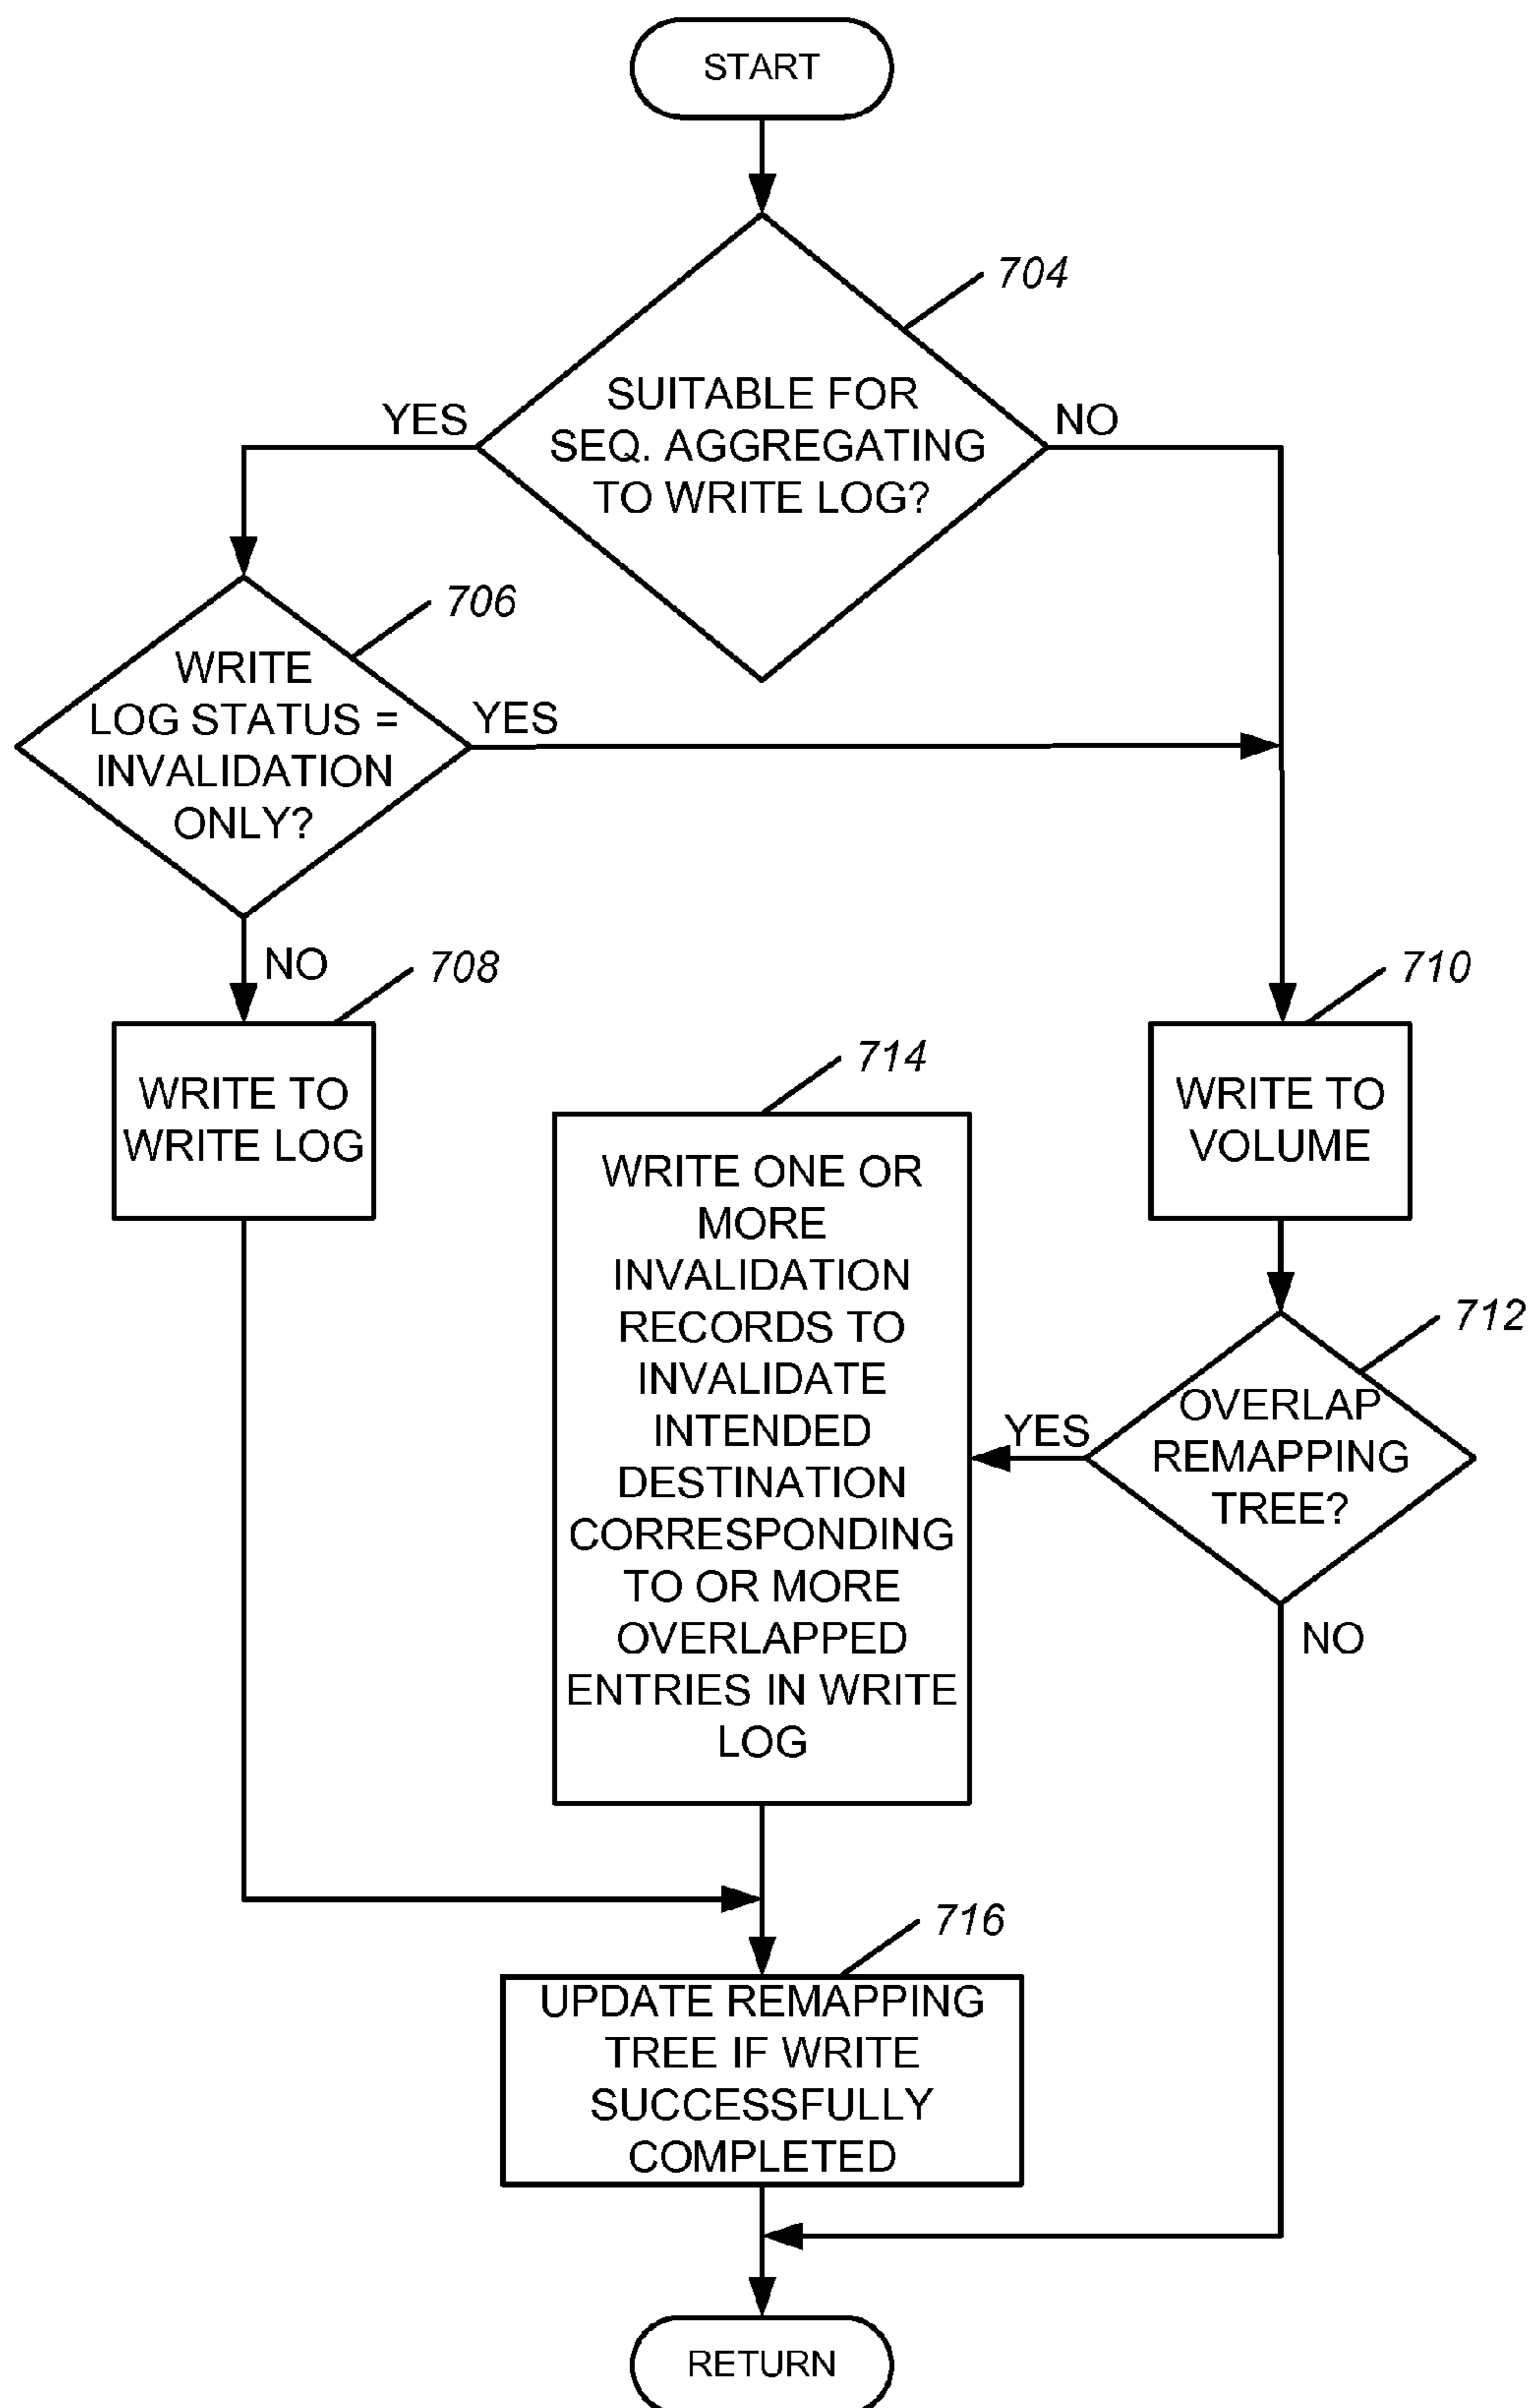 START
704
SUITABLE FOR
SEQ. AGGREGATING
TO WRITE LOG?
YES
NO
706
WRITE
LOG STATUS =
INVALIDATION
ONLY?
YES
NO
708
WRITE TO
WRITE LOG
710
WRITE TO
VOLUME
714
WRITE ONE OR
MORE
INVALIDATION
RECORDS TO
INVALIDATE
INTENDED
DESTINATION
CORRESPONDING
TO OR MORE
OVERLAPPED
ENTRIES IN WRITE
LOG
712
OVERLAP
REMAPPING
TREE?
YES
NO
716
UPDATE REMAPPING
TREE IF WRITE
SUCCESSFULLY
COMPLETED
RETURN